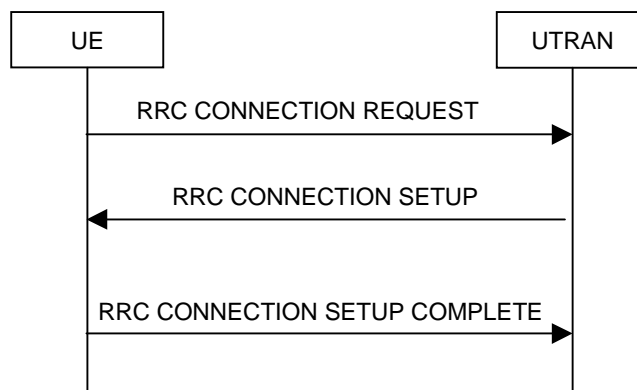 UE
UTRAN
RRC CONNECTION REQUEST
RRC CONNECTION SETUP
RRC CONNECTION SETUP COMPLETE